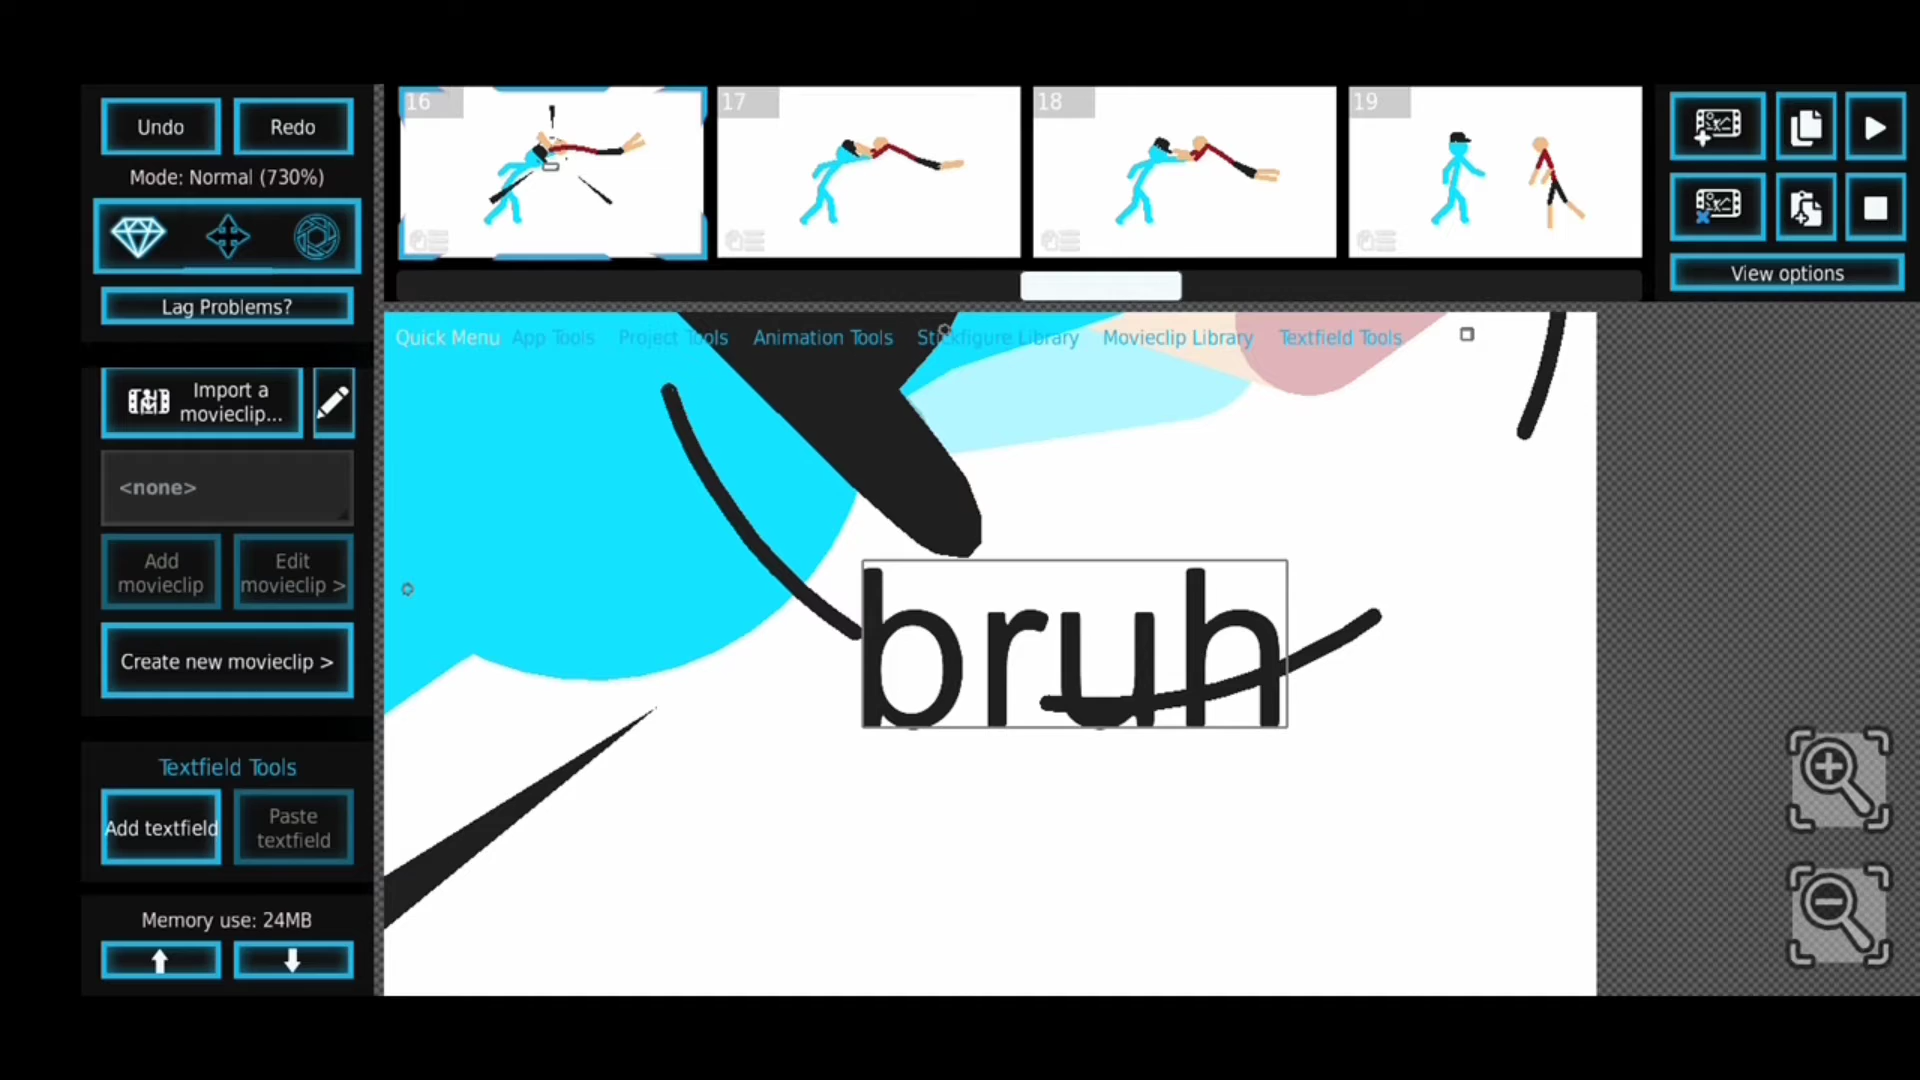 Undo
Redo
Mode: Normal (730%)
Lag Problems?
Import a
movieclip...
<none>
Add
movieclip
Edit
movieclip >
Create new movieclip >
Textfield Tools
Add textfield
Paste
textfield
Memory use: 24MB
16
17
18
19
View options
Quick Menu
App Tools
Project Tools
Animation Tools
Stickfigure Library
Movieclip Library
Textfield Tools
bruh